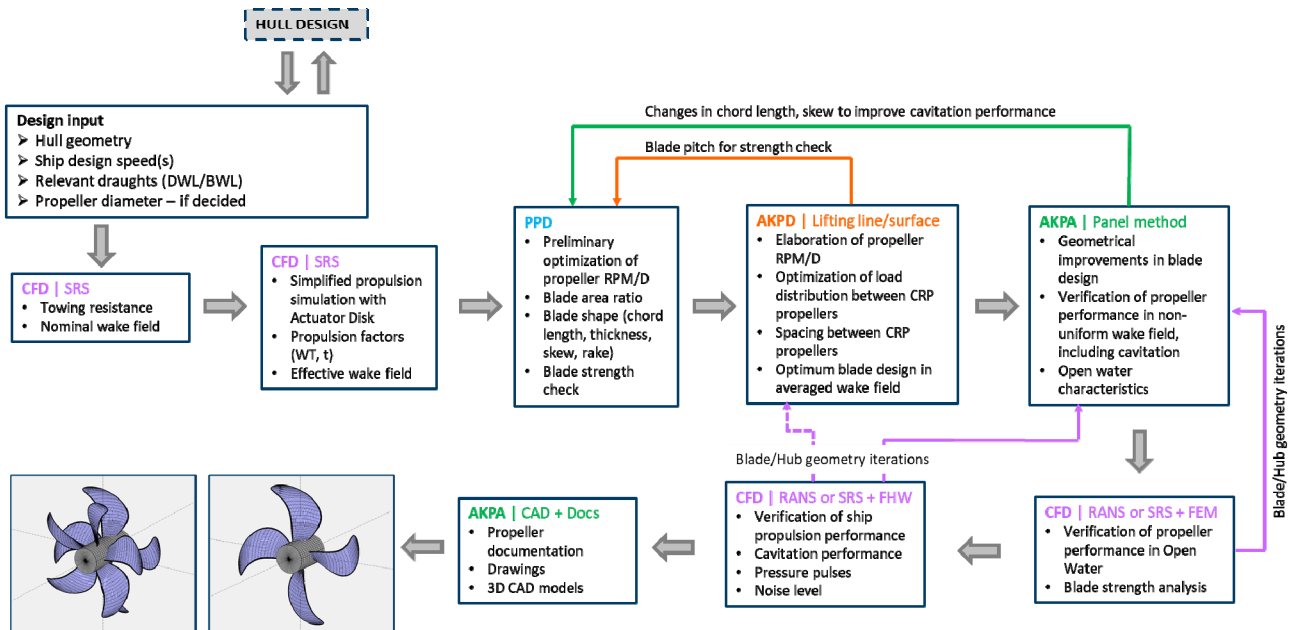 HULL DESIGN
Design input
➢ Hull geometry
➢ Ship design speed(s)
➢ Relevant draughts (DWL/BWL)
➢ Propeller diameter – if decided
Changes in chord length, skew to improve cavitation performance
Blade pitch for strength check
CFD | SRS
• Towing resistance
• Nominal wake field
CFD | SRS
• Simplified propulsion
simulation with
Actuator Disk
• Propulsion factors
(WT, t)
• Effective wake field
PPD
• Preliminary
optimization of
propeller RPM/D
• Blade area ratio
• Blade shape (chord
length, thickness,
skew, rake)
• Blade strength
check
AKPD | Lifting line/surface
• Elaboration of propeller
RPM/D
• Optimization of load
distribution between CRP
propellers
• Spacing between CRP
propellers
• Optimum blade design in
averaged wake field
AKPA | Panel method
• Geometrical
improvements in blade
design
• Verification of propeller
performance in non-
uniform wake field,
including cavitation
• Open water
characteristics
Blade/Hub geometry iterations
Blade/Hub geometry iterations
CFD | RANS or SRS + FEM
• Verification of propeller
performance in Open
Water
• Blade strength analysis
CFD | RANS or SRS + FHW
• Verification of ship
propulsion performance
• Cavitation performance
• Pressure pulses
• Noise level
AKPA | CAD + Docs
• Propeller
documentation
• Drawings
• 3D CAD models